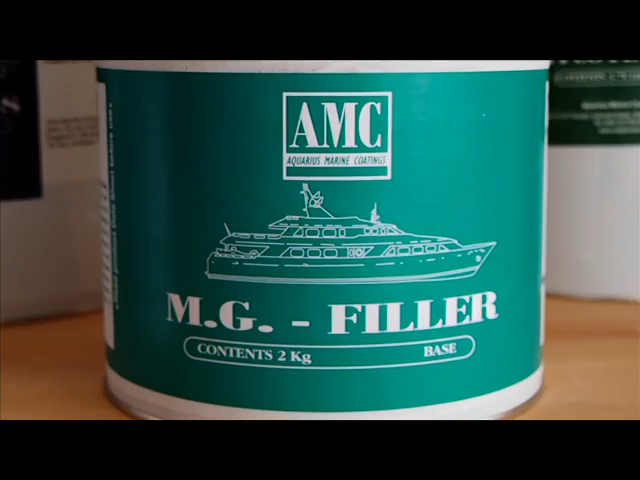 AMC
AQUARIUS MARINE COATINGS
M.G. - FILLER
CONTENTS 2 Kg BASE